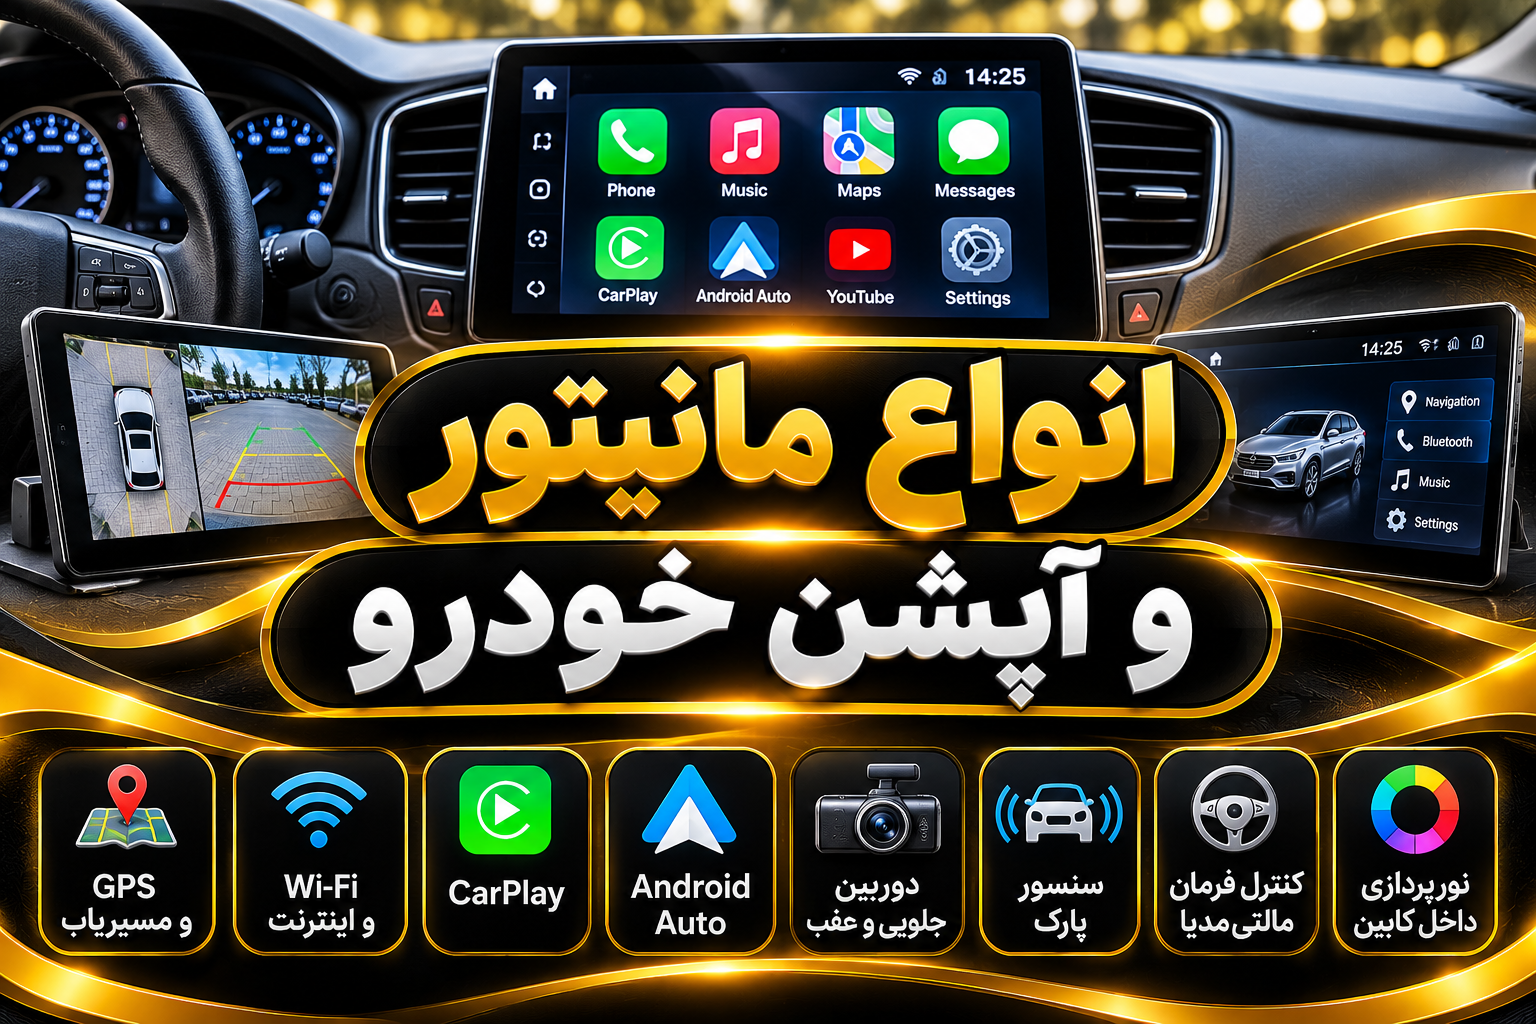 14:25
Phone
Music
Maps
Messages
CarPlay
Android Auto
YouTube
Settings
14:25
Navigation
Bluetooth
Music
Settings
انواع مانیتور
و آپشن خودرو
GPS
و مسیریاب
Wi-Fi
و اینترنت
CarPlay
Android
Auto
دوربین
جلویی و عقب
سنسور
پارک
کنترل فرمان
مالتی‌مدیا
نورپردازی
داخل کابین